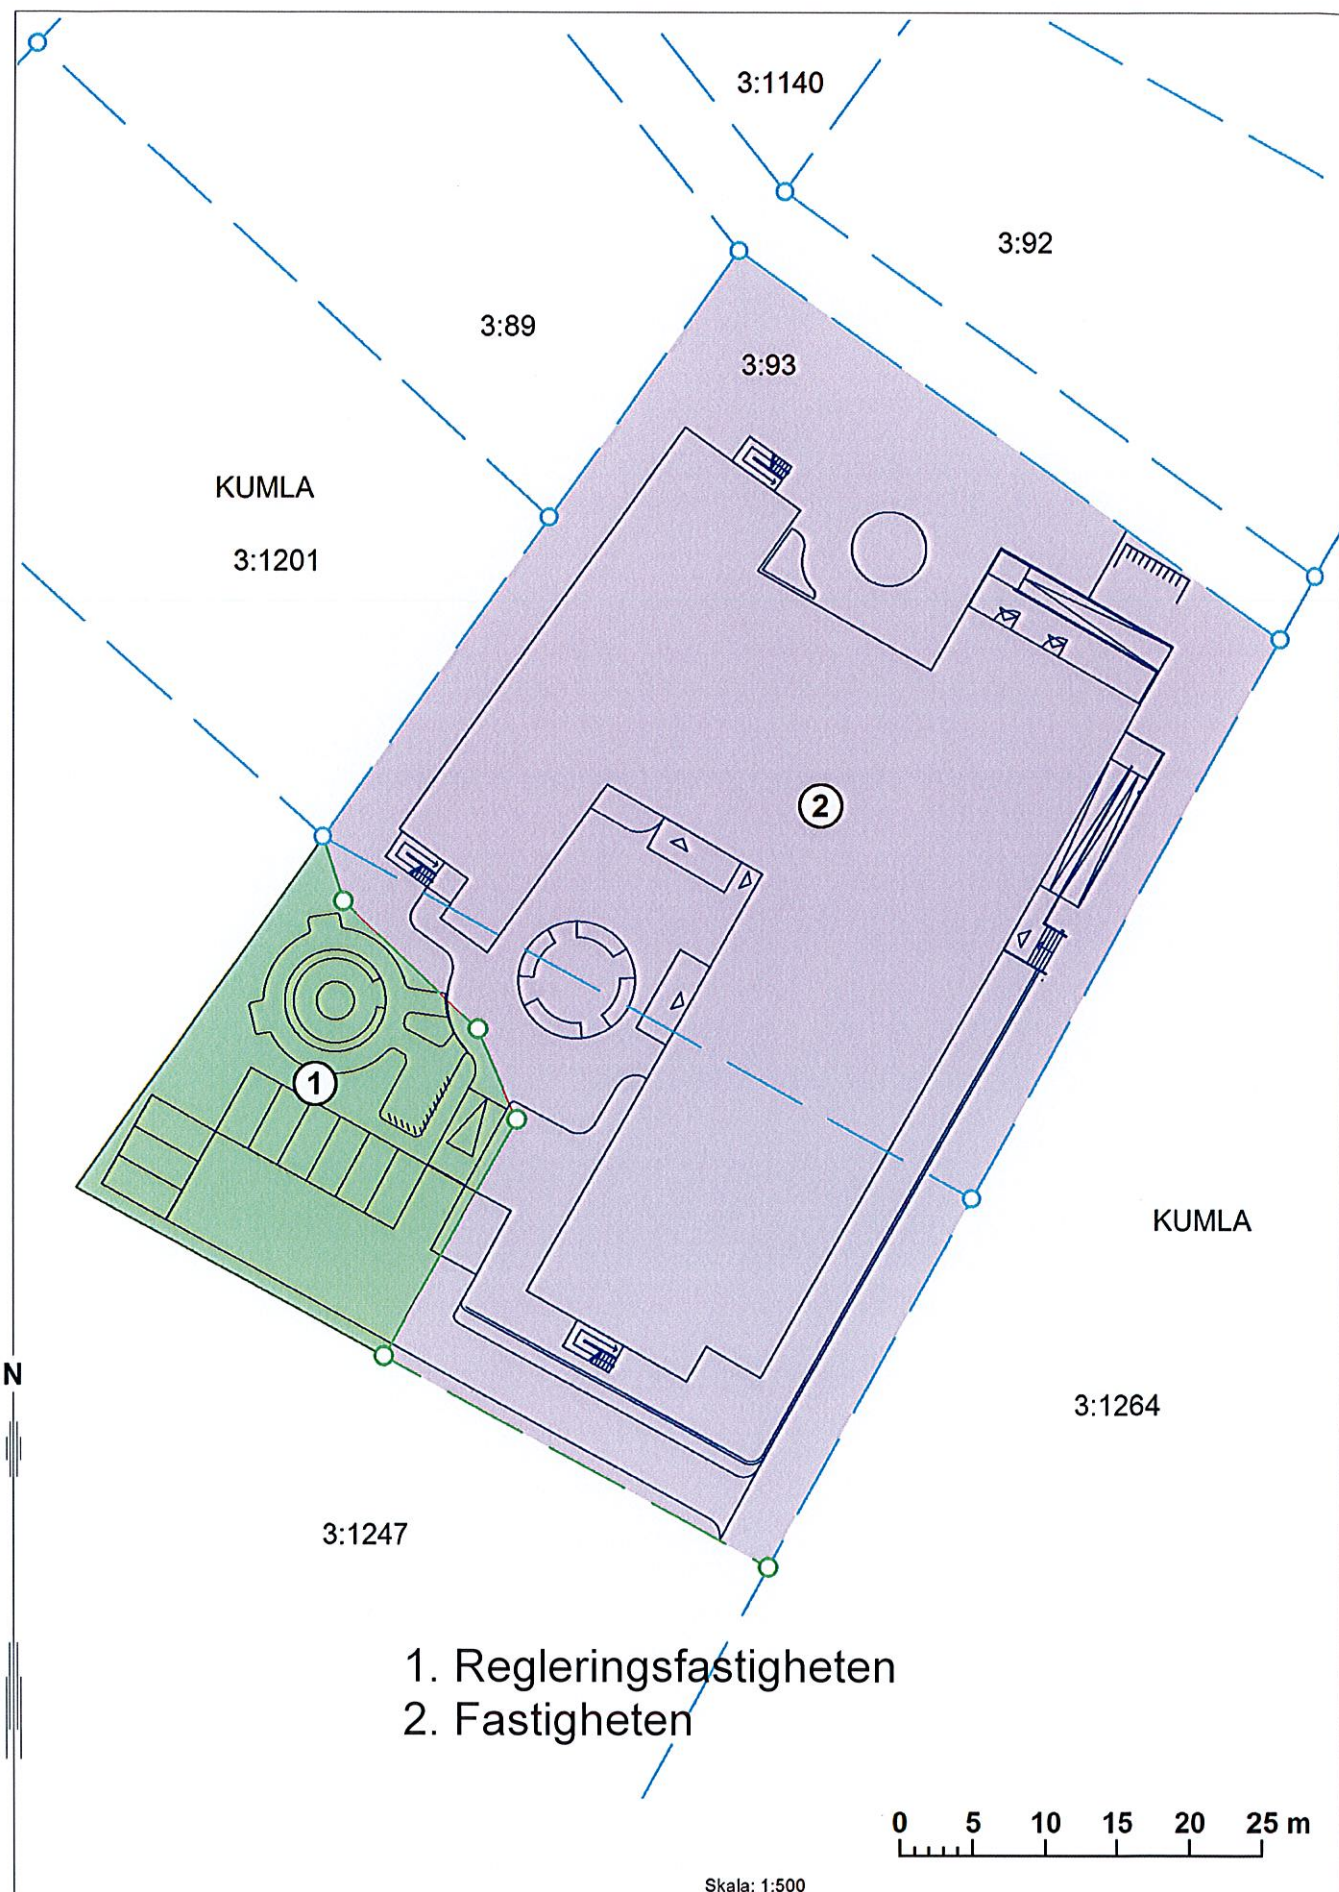 3:1140
3:92
3:89
3:93
KUMLA
3:1201
2
1
KUMLA
N
3:1264
3:1247
1. Regleringsfastigheten
2. Fastigheten
0 5 10 15 20 25 m
Skala: 1:500